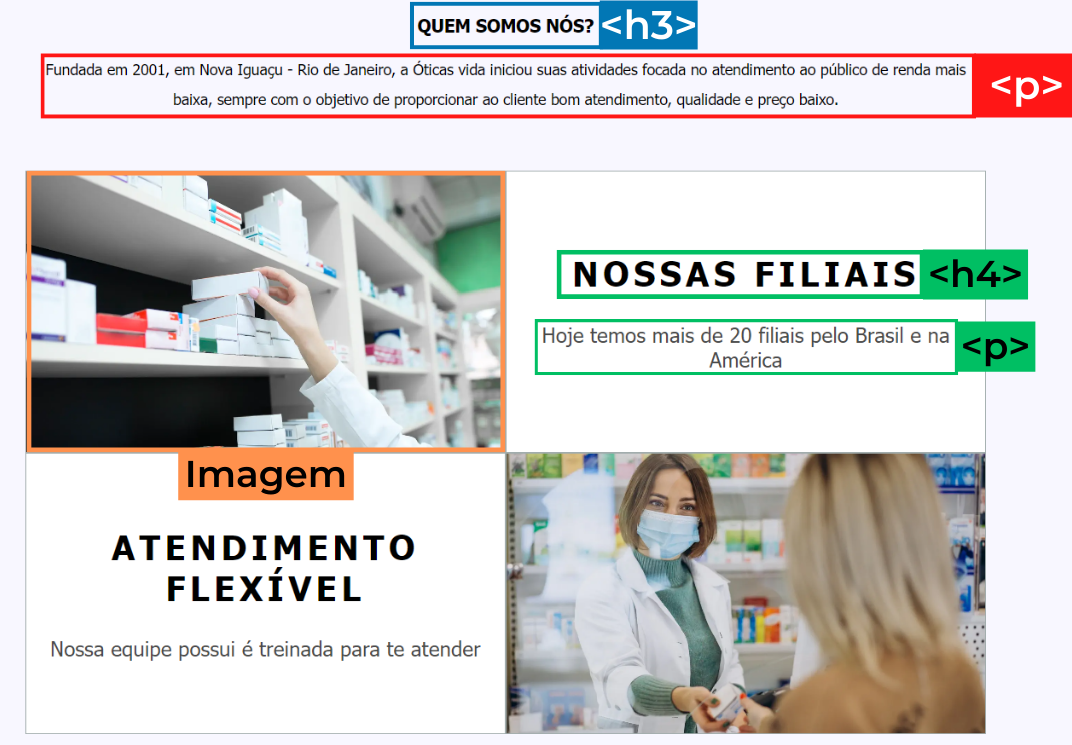 QUEM SOMOS NÓS? <h3>
Fundada em 2001, em Nova Iguaçu - Rio de Janeiro, a Óticas vida iniciou suas atividades focada no atendimento ao público de renda mais
baixa, sempre com o objetivo de proporcionar ao cliente bom atendimento, qualidade e preço baixo.
<p>
NOSSAS FILIAIS <h4>
Hoje temos mais de 20 filiais pelo Brasil e na
América
<p>
Imagem
ATENDIMENTO
FLEXÍVEL
Nossa equipe possui é treinada para te atender